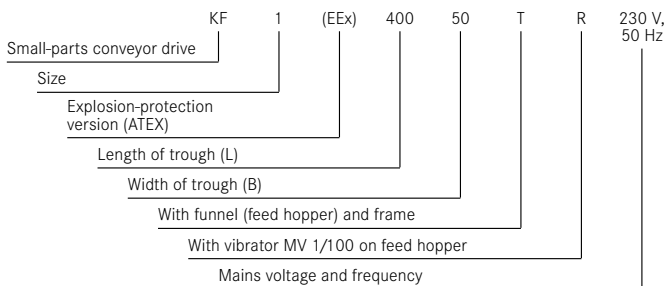 KF 1 (EEx) 400 50 T R 230 V,
50 Hz
Small-parts conveyor drive
Size
Explosion-protection
version (ATEX)
Length of trough (L)
Width of trough (B)
With funnel (feed hopper) and frame
With vibrator MV 1/100 on feed hopper
Mains voltage and frequency